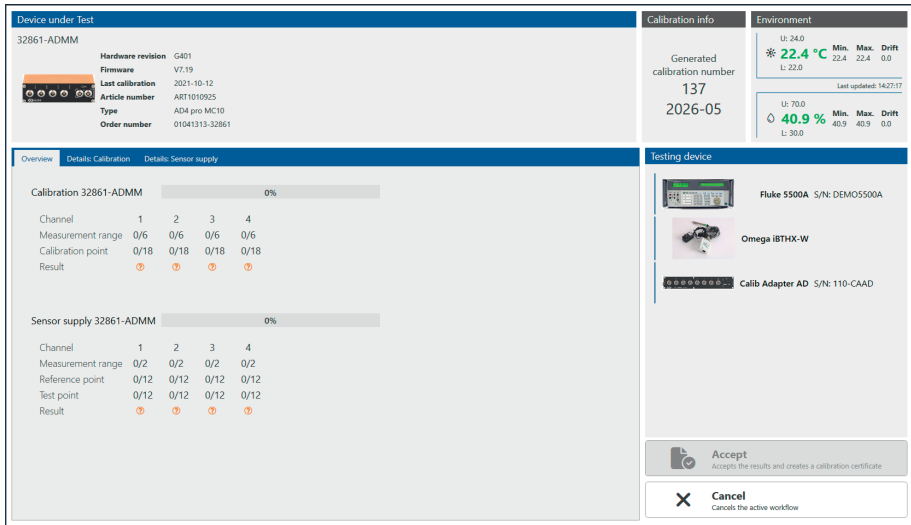 Device under Test
32861-ADMM
Hardware revision G401
Firmware V7.19
Last calibration 2021-10-12
Article number ART1010925
Type AD4 pro MC10
Order number 01041313-32861
Calibration info
Generated
calibration number
137
2026-05
Environment
U: 24.0
22.4 °C
L: 22.0
Min. Max. Drift
22.4 22.4 0.0
Last updated: 14:27:17
U: 70.0
40.9 %
L: 30.0
Min. Max. Drift
40.9 40.9 0.0
Overview Details: Calibration Details: Sensor supply
Calibration 32861-ADMM 0%
Channel 1 2 3 4
Measurement range 0/6 0/6 0/6 0/6
Calibration point 0/18 0/18 0/18 0/18
Result ? ? ? ?
Sensor supply 32861-ADMM 0%
Channel 1 2 3 4
Measurement range 0/2 0/2 0/2 0/2
Reference point 0/12 0/12 0/12 0/12
Test point 0/12 0/12 0/12 0/12
Result ? ? ? ?
Testing device
Fluke 5500A S/N: DEMO5500A
Omega iBTHX-W
Calib Adapter AD S/N: 110-CAAD
Accept
Accepts the results and creates a calibration certificate
Cancel
Cancels the active workflow